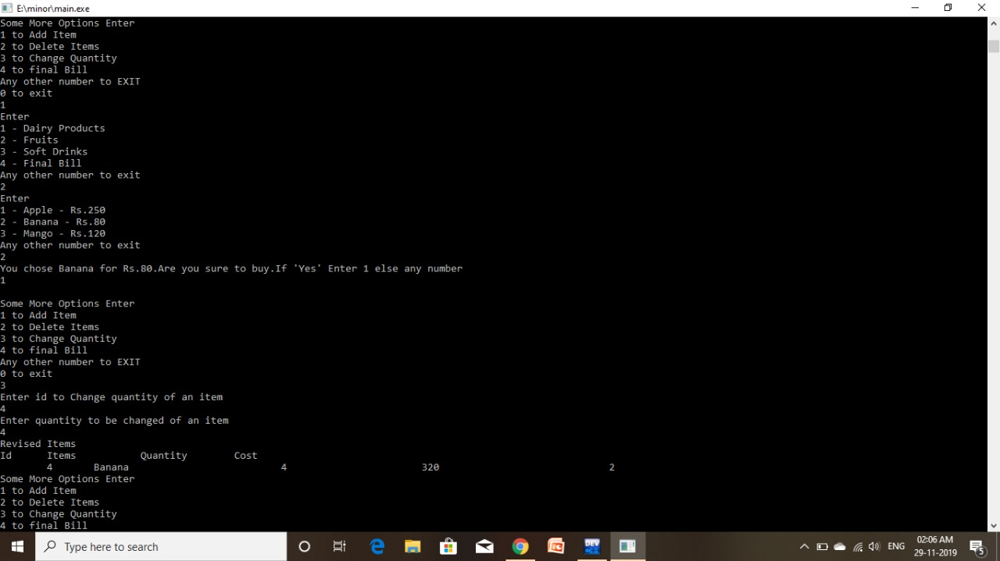 E:\minor\main.exe
Some More Options Enter
1 to Add Item
2 to Delete Items
3 to Change Quantity
4 to final Bill
Any other number to EXIT
0 to exit
1
Enter
1 - Dairy Products
2 - Fruits
3 - Soft Drinks
4 - Final Bill
Any other number to exit
2
Enter
1 - Apple - Rs.250
2 - Banana - Rs.80
3 - Mango - Rs.120
Any other number to exit
2
You chose Banana for Rs.80.Are you sure to buy.If 'Yes' Enter 1 else any number
1
Some More Options Enter
1 to Add Item
2 to Delete Items
3 to Change Quantity
4 to final Bill
Any other number to EXIT
0 to exit
3
Enter id to Change quantity of an item
4
Enter quantity to be changed of an item
4
Revised Items
Id Items Quantity Cost
4 Banana 4 320 2
Some More Options Enter
1 to Add Item
2 to Delete Items
3 to Change Quantity
4 to final Bill
Type here to search DEV ENG 02:06 AM
29-11-2019 5